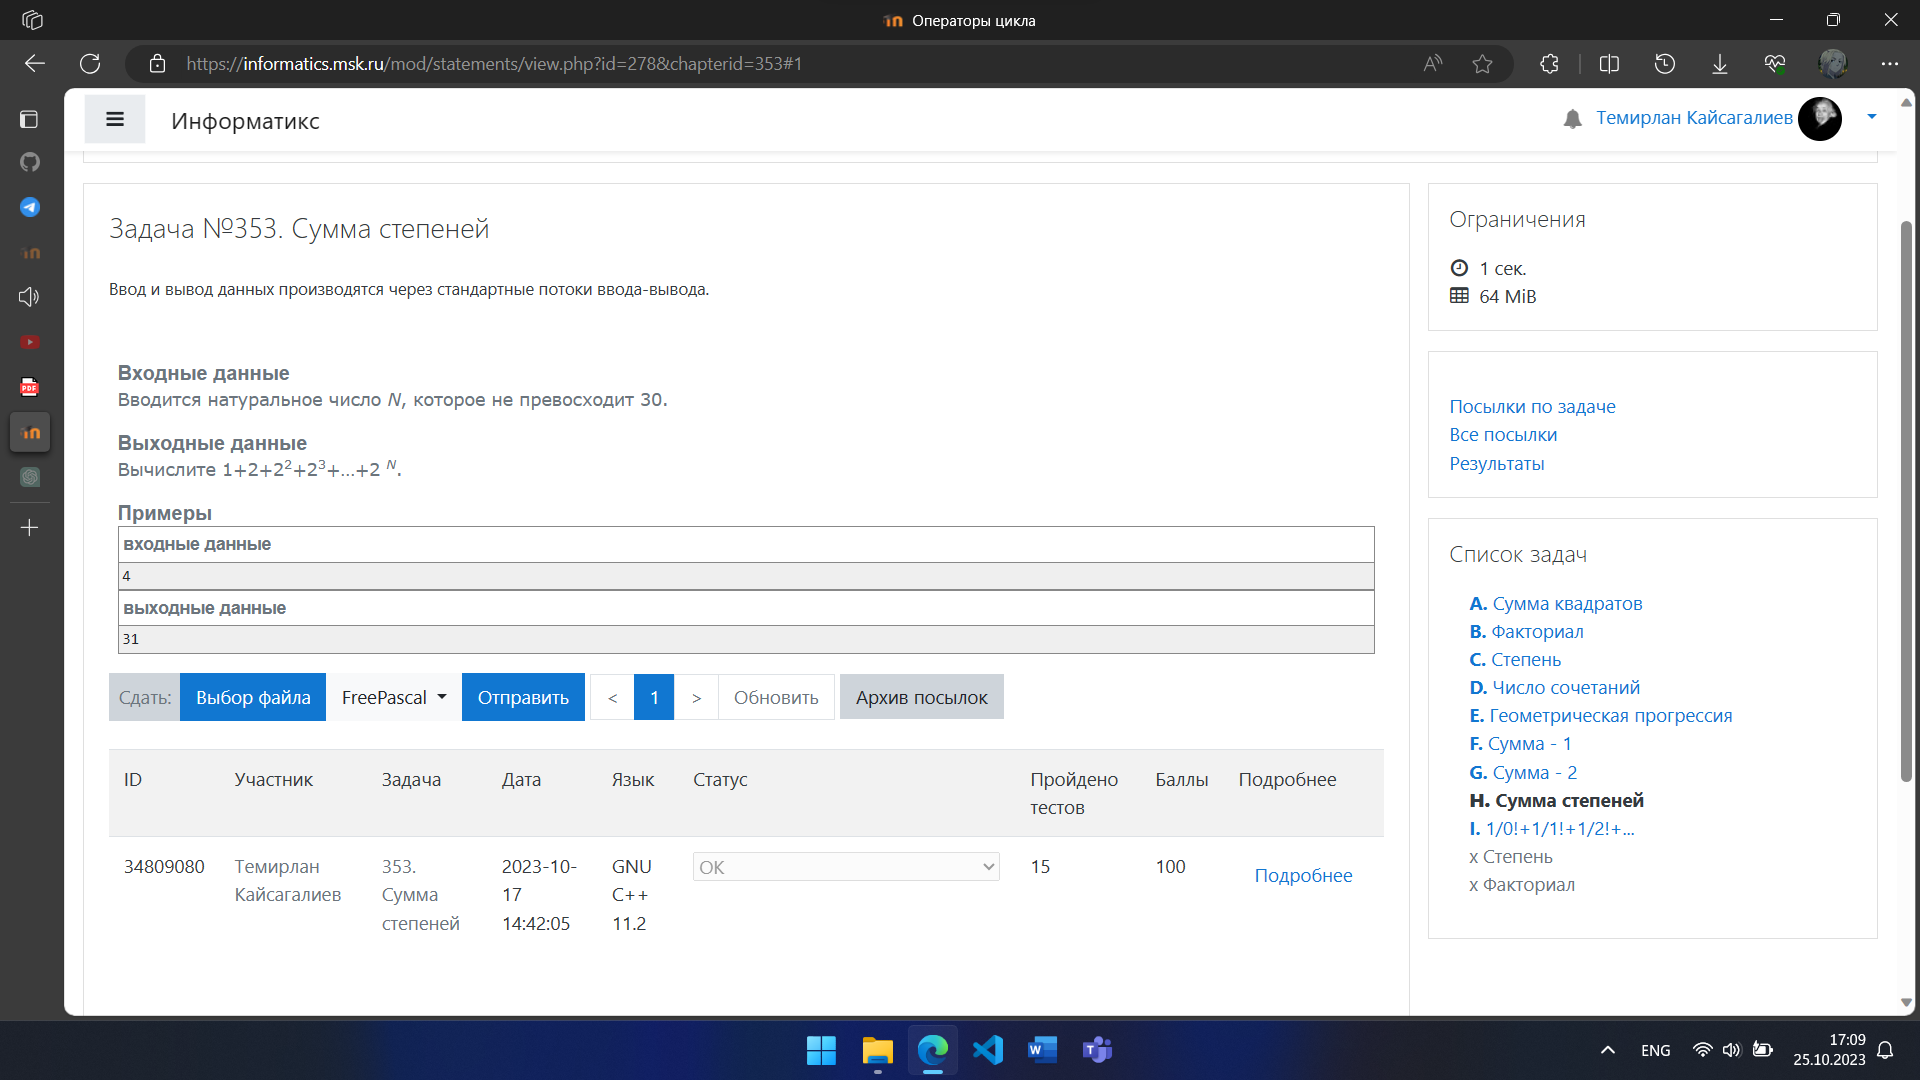 Операторы цикла
https://informatics.msk.ru/mod/statements/view.php?id=278&chapterid=353#1
Информатикс
Темирлан Кайсагалиев
Задача №353. Сумма степеней
Ввод и вывод данных производятся через стандартные потоки ввода-вывода.
Входные данные
Вводится натуральное число N, которое не превосходит 30.
Выходные данные
Вычислите 1+2+2²+2³+...+2 ᴺ.
Примеры
входные данные
4
выходные данные
31
Сдать: Выбор файла FreePascal Отправить < 1 > Обновить Архив посылок
ID Участник Задача Дата Язык Статус Пройдено тестов Баллы Подробнее
34809080 Темирлан Кайсагалиев 353. Сумма степеней 2023-10-17 14:42:05 GNU C++ 11.2 OK 15 100 Подробнее
Ограничения
1 сек.
64 MiB
Посылки по задаче
Все посылки
Результаты
Список задач
A. Сумма квадратов
B. Факториал
C. Степень
D. Число сочетаний
E. Геометрическая прогрессия
F. Сумма - 1
G. Сумма - 2
H. Сумма степеней
I. 1/0!+1/1!+1/2!+...
x Степень
x Факториал
PDF
ENG
17:09
25.10.2023